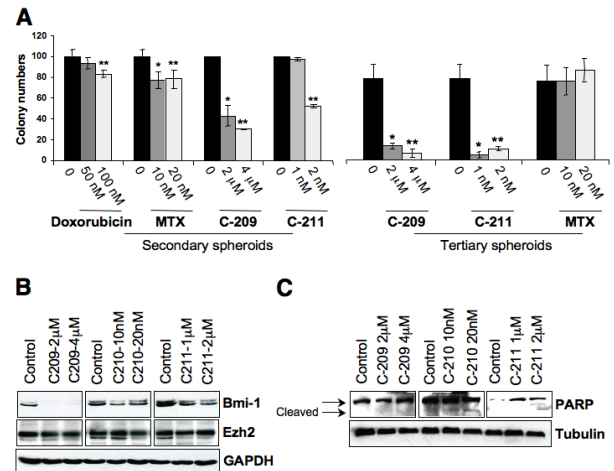 A
Colony numbers
120
100
80
60
40
20
0
** * ** * ** ** * ** * **
0 50 nM 100 nM 0 10 nM 20 nM 0 2 μM 4 μM 0 1 nM 2 nM 0 2 μM 4 μM 0 1 nM 2 nM 0 10 nM 20 nM
Doxorubicin MTX C-209 C-211 C-209 C-211 MTX
Secondary spheroids Tertiary spheroids
B
Control C209-2μM C209-4μM Control C210-10nM C210-20nM Control C211-1μM C211-2μM
Bmi-1
Ezh2
GAPDH
C
Control C-209 2μM C-209 4μM Control C-210 10nM C-210 20nM Control C-211 1μM C-211 2μM
Cleaved
PARP
Tubulin